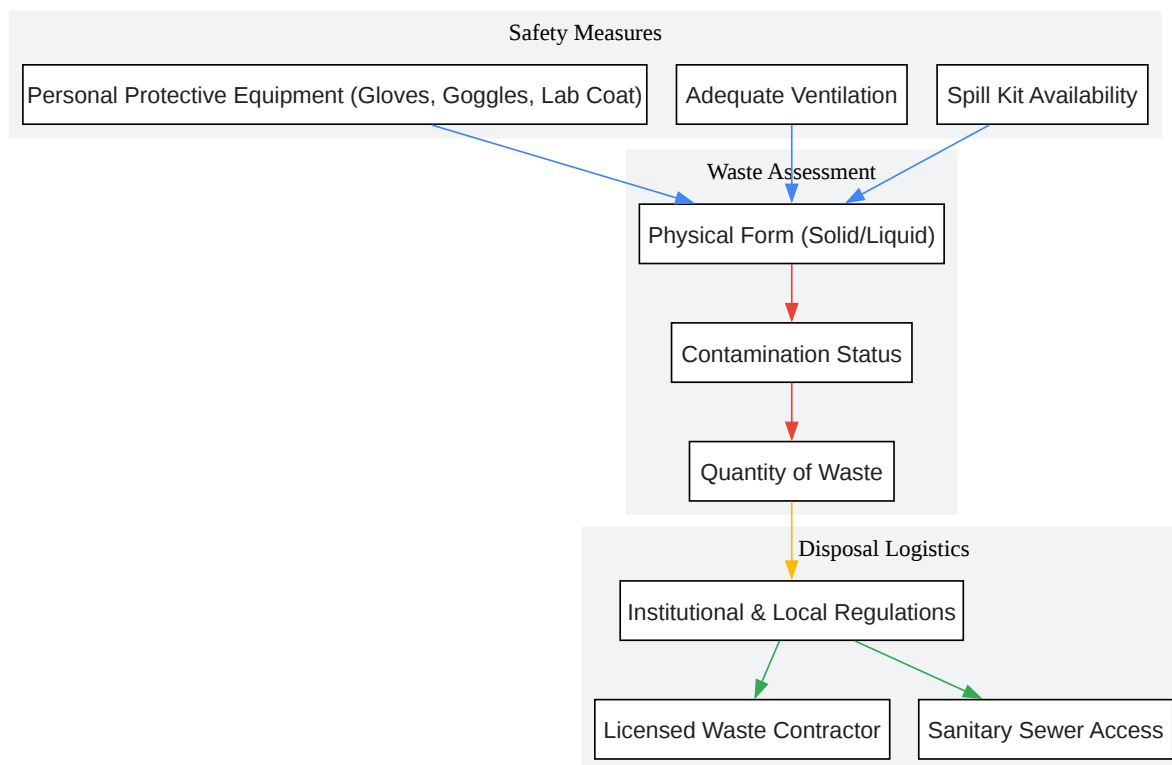 Safety Measures
Personal Protective Equipment (Gloves, Goggles, Lab Coat)
Adequate Ventilation
Spill Kit Availability
Waste Assessment
Physical Form (Solid/Liquid)
Contamination Status
Quantity of Waste
Disposal Logistics
Institutional & Local Regulations
Licensed Waste Contractor
Sanitary Sewer Access